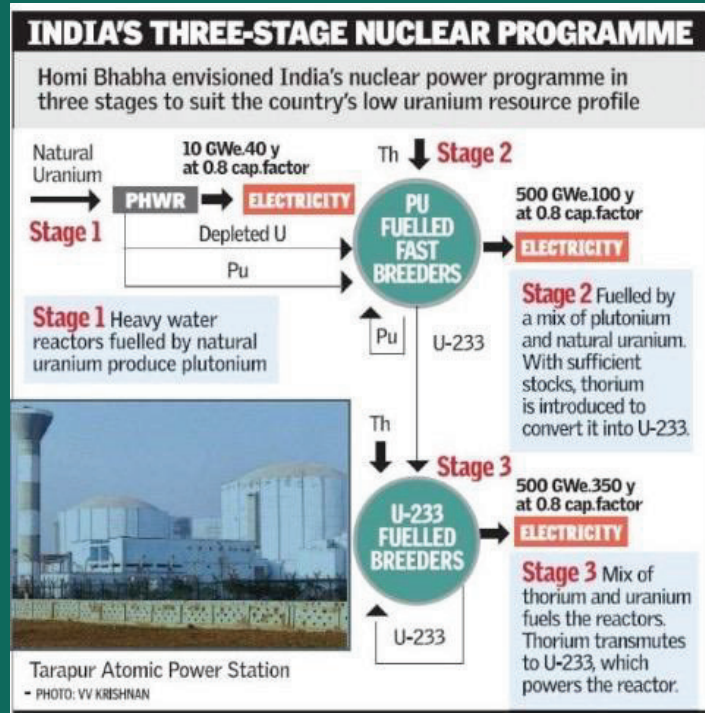 INDIA'S THREE-STAGE NUCLEAR PROGRAMME
Homi Bhabha envisioned India's nuclear power programme in
three stages to suit the country's low uranium resource profile
Natural
Uranium
Stage 1
PHWR
10 GWe.40 y
at 0.8 cap.factor
ELECTRICITY
Depleted U
Pu
Th
Stage 2
PU
FUELLED
FAST
BREEDERS
500 GWe.100 y
at 0.8 cap.factor
ELECTRICITY
Stage 1 Heavy water
reactors fuelled by natural
uranium produce plutonium
Pu
U-233
Stage 2 Fuelled by
a mix of plutonium
and natural uranium.
With sufficient
stocks, thorium
is introduced to
convert it into U-233.
Th
Stage 3
U-233
FUELLED
BREEDERS
500 GWe.350 y
at 0.8 cap.factor
ELECTRICITY
U-233
Stage 3 Mix of
thorium and uranium
fuels the reactors.
Thorium transmutes
to U-233, which
powers the reactor.
Tarapur Atomic Power Station
- PHOTO: VV KRISHNAN